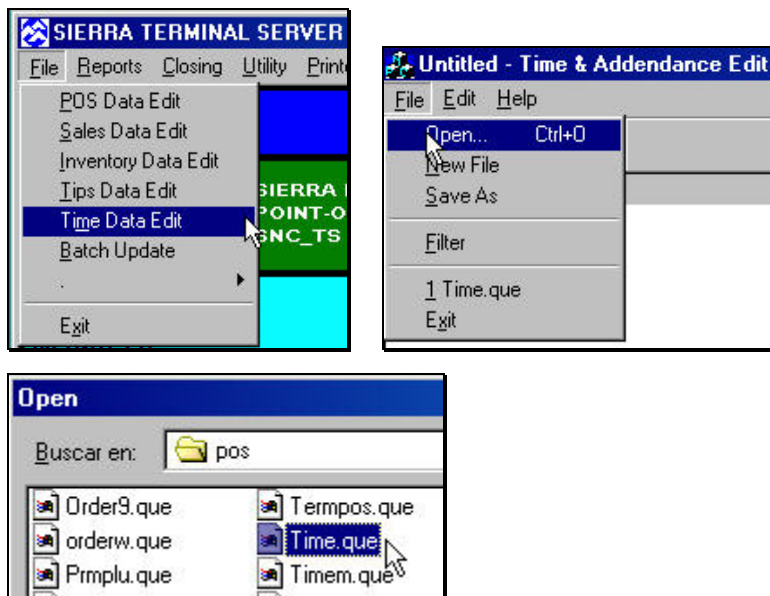 SIERRA TERMINAL SERVER
File Reports Closing Utility
POS Data Edit
Sales Data Edit
Inventory Data Edit
Tips Data Edit
Time Data Edit
Batch Update
.
Exit
SIERRA
POINT-O
SNC_TS
Untitled - Time & Addendance Edit
File Edit Help
Open... Ctrl+O
New File
Save As
Filter
1 Time.que
Exit
Open
Buscar en: pos
Order9.que Termpos.que
orderw.que Time.que
Prmplu.que Timem.que